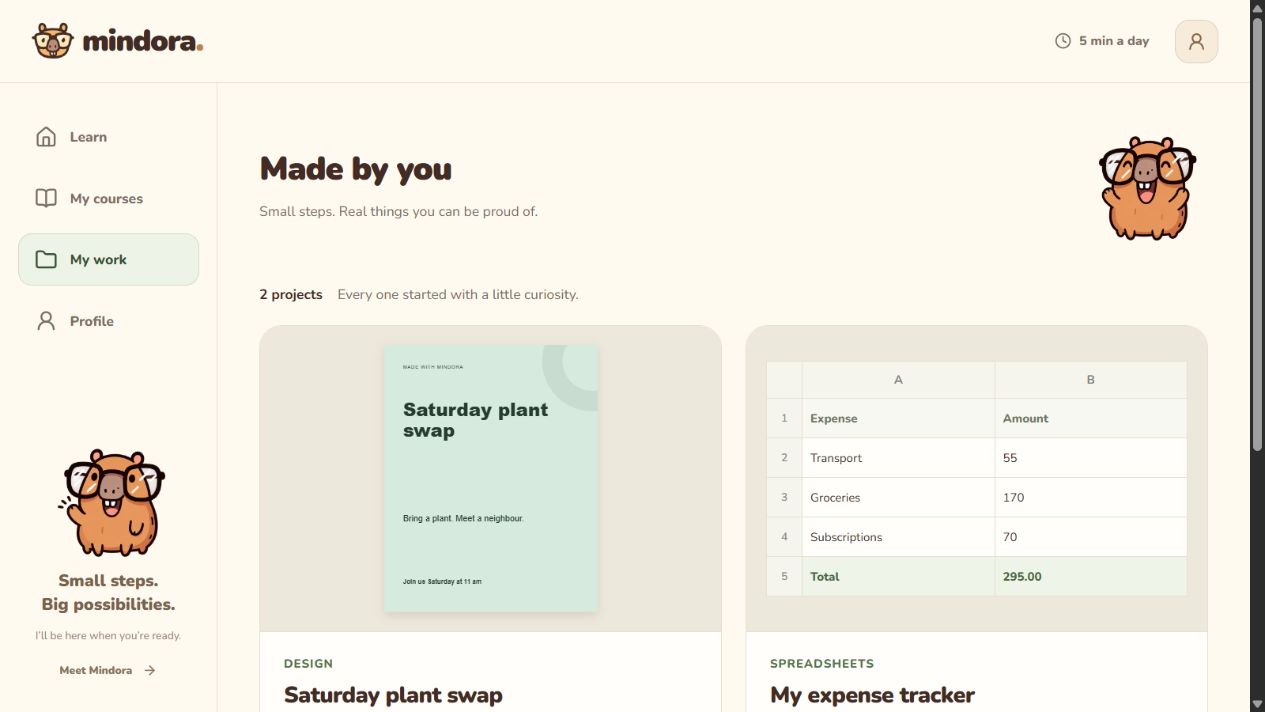 mindora.
5 min a day
Learn
My courses
My work
Profile
Small steps.
Big possibilities.
I'll be here when you're ready.
Meet Mindora
Made by you
Small steps. Real things you can be proud of.
2 projects Every one started with a little curiosity.
MADE WITH MINDORA
Saturday plant
swap
Bring a plant. Meet a neighbour.
Join us Saturday at 11 am
DESIGN
Saturday plant swap
A B
1 Expense Amount
2 Transport 55
3 Groceries 170
4 Subscriptions 70
5 Total 295.00
SPREADSHEETS
My expense tracker